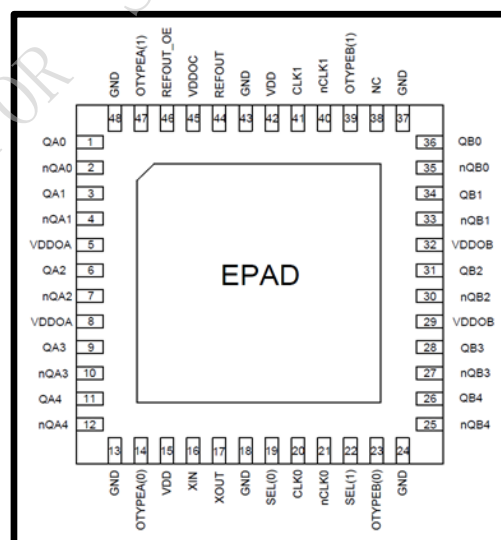 GND OTYPEA(1) REFOUT_OE VDDOC REFOUT GND VDD CLK1 nCLK1 OTYPEB(1) NC GND
48 47 46 45 44 43 42 41 40 39 38 37
QA0 1 36 QB0
nQA0 2 35 nQB0
QA1 3 34 QB1
nQA1 4 33 nQB1
VDDOA 5 32 VDDOB
QA2 6 31 QB2
nQA2 7 30 nQB2
VDDOA 8 29 VDDOB
QA3 9 28 QB3
nQA3 10 27 nQB3
QA4 11 26 QB4
nQA4 12 25 nQB4
EPAD
13 14 15 16 17 18 19 20 21 22 23 24
GND OTYPEA(0) VDD XIN XOUT GND SEL(0) CLK0 nCLK0 SEL(1) OTYPEB(0) GND
OR